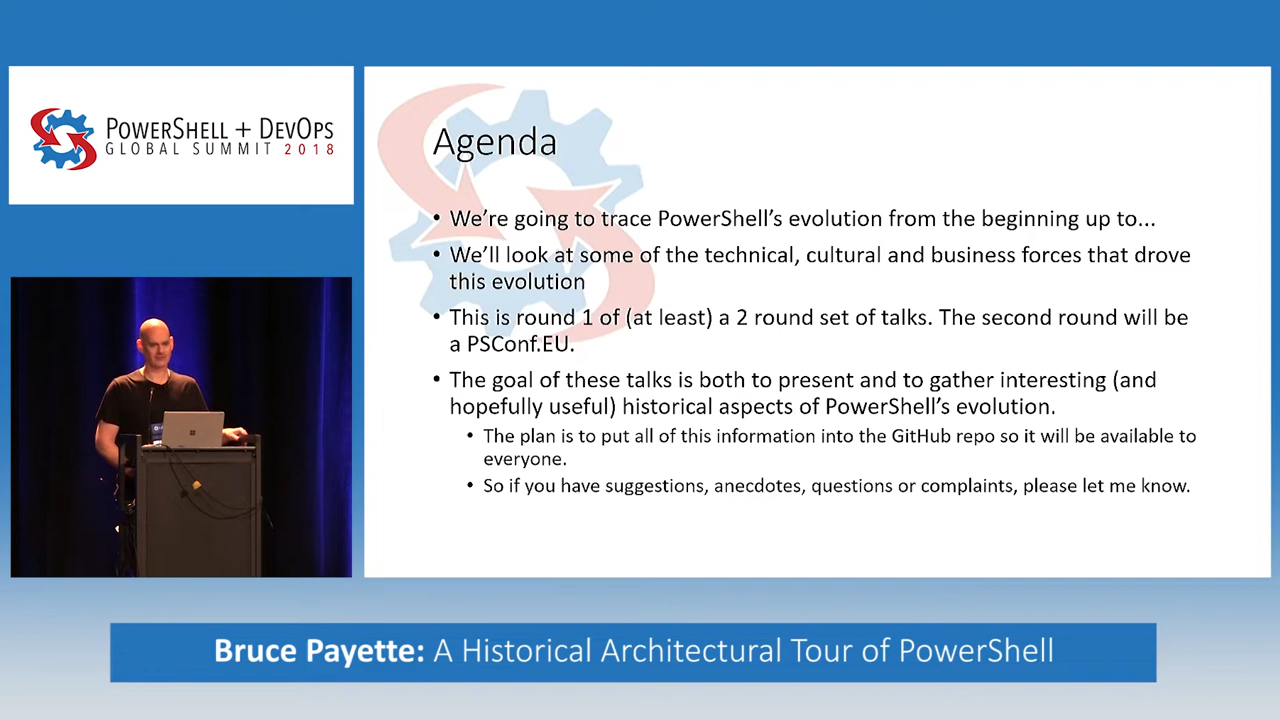 POWERSHELL + DEVOPS
GLOBAL SUMMIT 2018
Agenda
• We're going to trace PowerShell's evolution from the beginning up to...
• We'll look at some of the technical, cultural and business forces that drove
this evolution
• This is round 1 of (at least) a 2 round set of talks. The second round will be
a PSConf.EU.
• The goal of these talks is both to present and to gather interesting (and
hopefully useful) historical aspects of PowerShell's evolution.
• The plan is to put all of this information into the GitHub repo so it will be available to
everyone.
• So if you have suggestions, anecdotes, questions or complaints, please let me know.
Bruce Payette: A Historical Architectural Tour of PowerShell